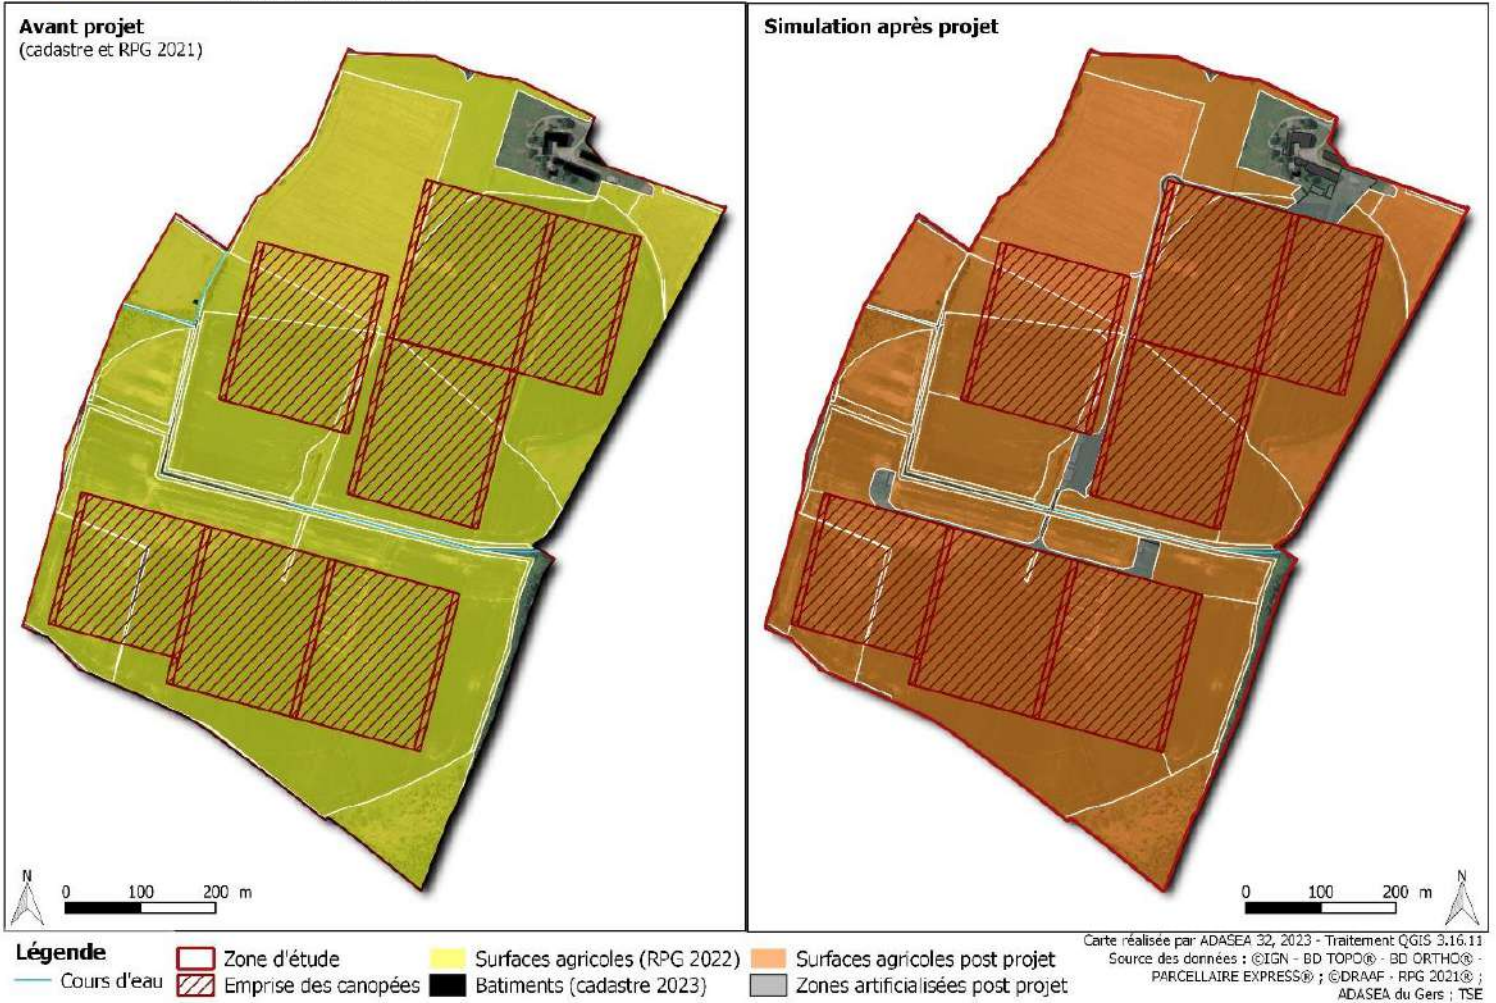 Avant projet
(cadastre et RPG 2021)
Simulation après projet
N
0 100 200 m
0 100 200 m
N
Légende
Cours d'eau
Zone d'étude
Emprise des canopées
Surfaces agricoles (RPG 2022)
Batiments (cadastre 2023)
Surfaces agricoles post projet
Zones artificialisées post projet
Carte réalisée par ADASEA 32, 2023 - Traitement QGIS 3.16.11
Source des données : ©IGN - BD TOPO® - BD ORTHO® -
PARCELLAIRE EXPRESS® ; ©DRAAF - RPG 2021® ;
ADASEA du Gers ; TSE